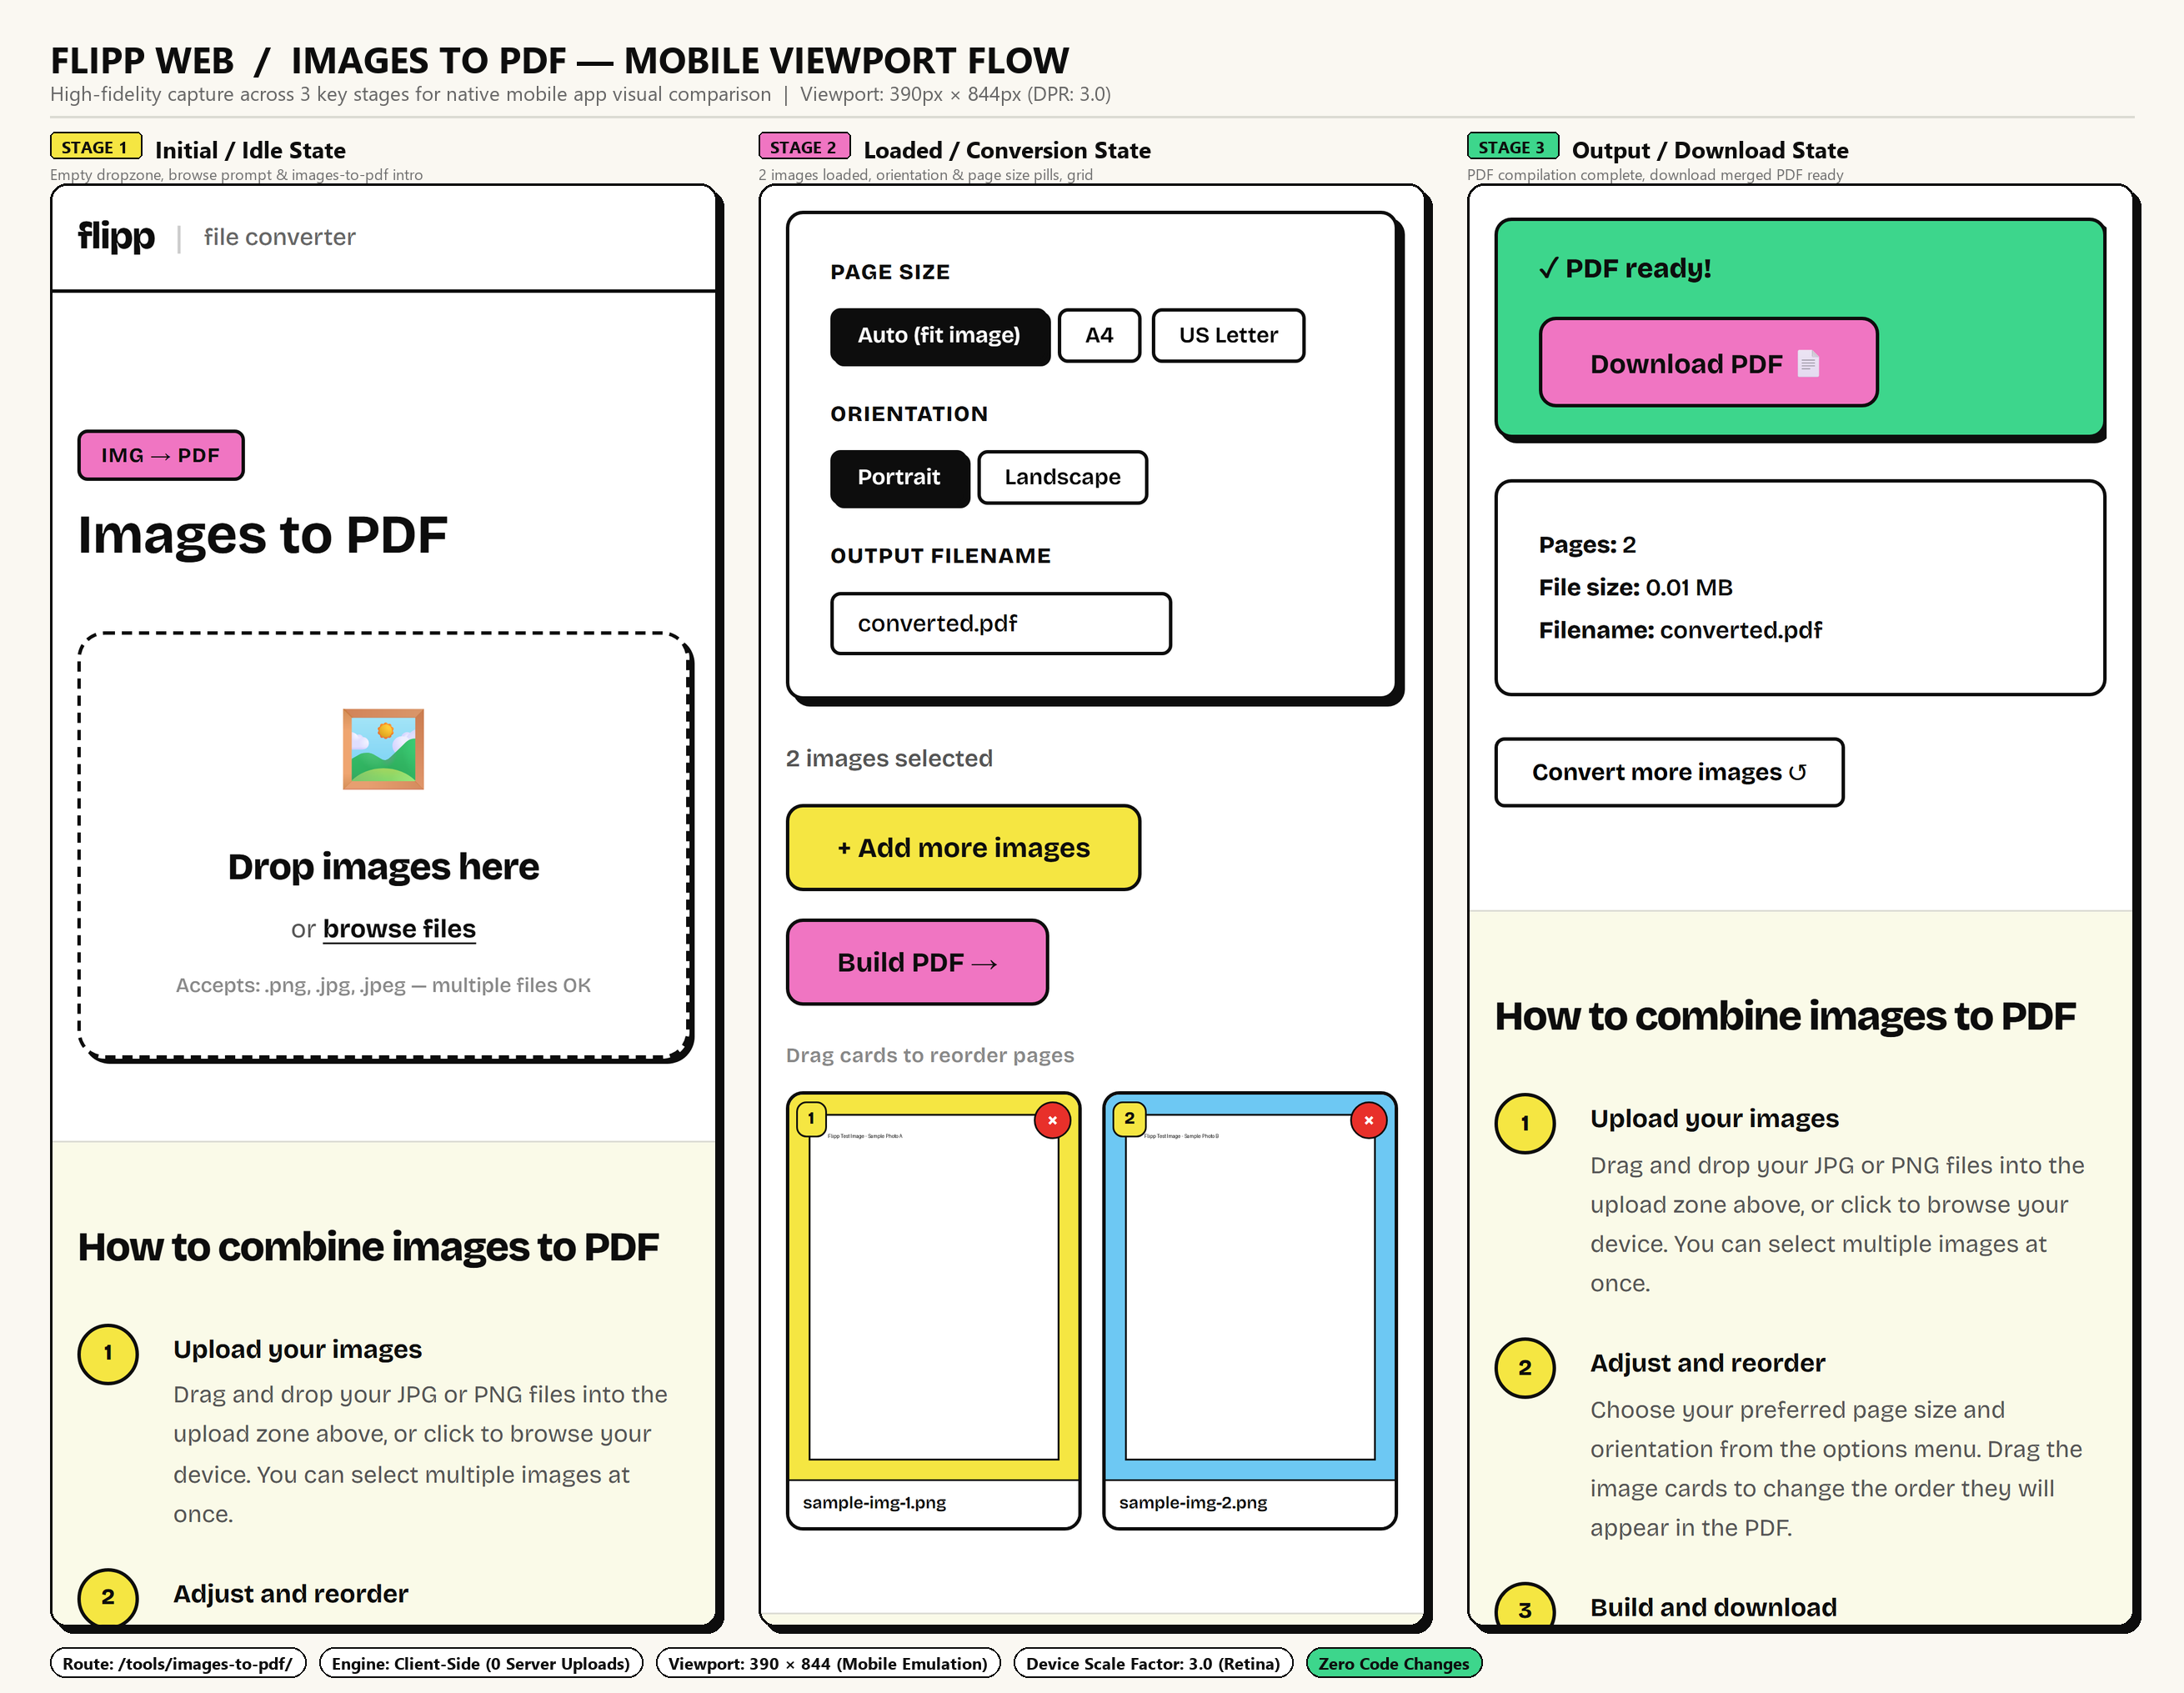 FLIPP WEB / IMAGES TO PDF — MOBILE VIEWPORT FLOW
High-fidelity capture across 3 key stages for native mobile app visual comparison | Viewport: 390px × 844px (DPR: 3.0)
STAGE 1 Initial / Idle State
Empty dropzone, browse prompt & images-to-pdf intro
flipp | file converter
IMG → PDF
Images to PDF
Drop images here
or browse files
Accepts: .png, .jpg, .jpeg — multiple files OK
How to combine images to PDF
1 Upload your images
Drag and drop your JPG or PNG files into the
upload zone above, or click to browse your
device. You can select multiple images at
once.
2 Adjust and reorder
STAGE 2 Loaded / Conversion State
2 images loaded, orientation & page size pills, grid
PAGE SIZE
Auto (fit image) A4 US Letter
ORIENTATION
Portrait Landscape
OUTPUT FILENAME
converted.pdf
2 images selected
+ Add more images
Build PDF →
Drag cards to reorder pages
1 ×
Flipp Test Image - Sample Photo A
sample-img-1.png
2 ×
Flipp Test Image - Sample Photo B
sample-img-2.png
STAGE 3 Output / Download State
PDF compilation complete, download merged PDF ready
✓ PDF ready!
Download PDF
Pages: 2
File size: 0.01 MB
Filename: converted.pdf
Convert more images ↺
How to combine images to PDF
1 Upload your images
Drag and drop your JPG or PNG files into the
upload zone above, or click to browse your
device. You can select multiple images at
once.
2 Adjust and reorder
Choose your preferred page size and
orientation from the options menu. Drag the
image cards to change the order they will
appear in the PDF.
3 Build and download
Route: /tools/images-to-pdf/ Engine: Client-Side (0 Server Uploads) Viewport: 390 × 844 (Mobile Emulation) Device Scale Factor: 3.0 (Retina) Zero Code Changes